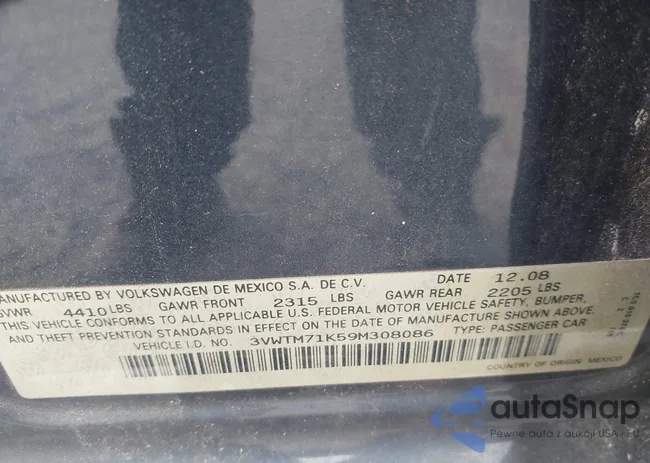 MANUFACTURED BY VOLKSWAGEN DE MEXICO S.A. DE C.V. DATE 12.08
GVWR 4410 LBS GAWR FRONT 2315 LBS GAWR REAR 2205 LBS
THIS VEHICLE CONFORMS TO ALL APPLICABLE U.S. FEDERAL MOTOR VEHICLE SAFETY, BUMPER,
AND THEFT PREVENTION STANDARDS IN EFFECT ON THE DATE OF MANUFACTURE SHOWN ABOVE.
VEHICLE I.D. NO. 3VWTM71K59M308086 TYPE: PASSENGER CAR
COUNTRY OF ORIGIN: MEXICO
autaSnap
Pewne auta z aukcji USA i EU